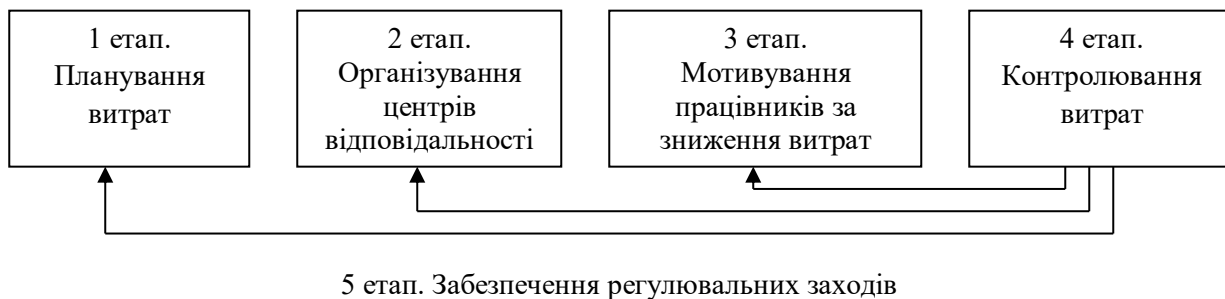 1 етап.
Планування
витрат
2 етап.
Організування
центрів
відповідальності
3 етап.
Мотивування
працівників за
зниження витрат
4 етап.
Контролювання
витрат
5 етап. Забезпечення регулювальних заходів